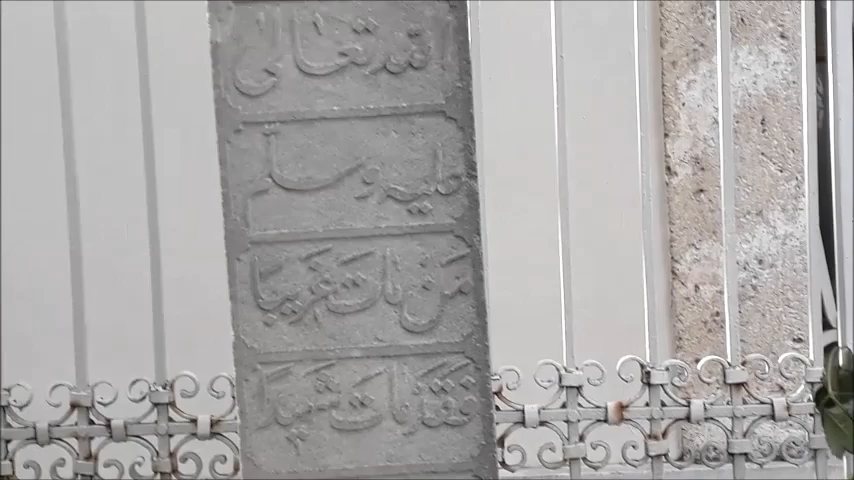 الله تعالى
عليه وسلم
من مات غريبا
فقد مات شهيدا